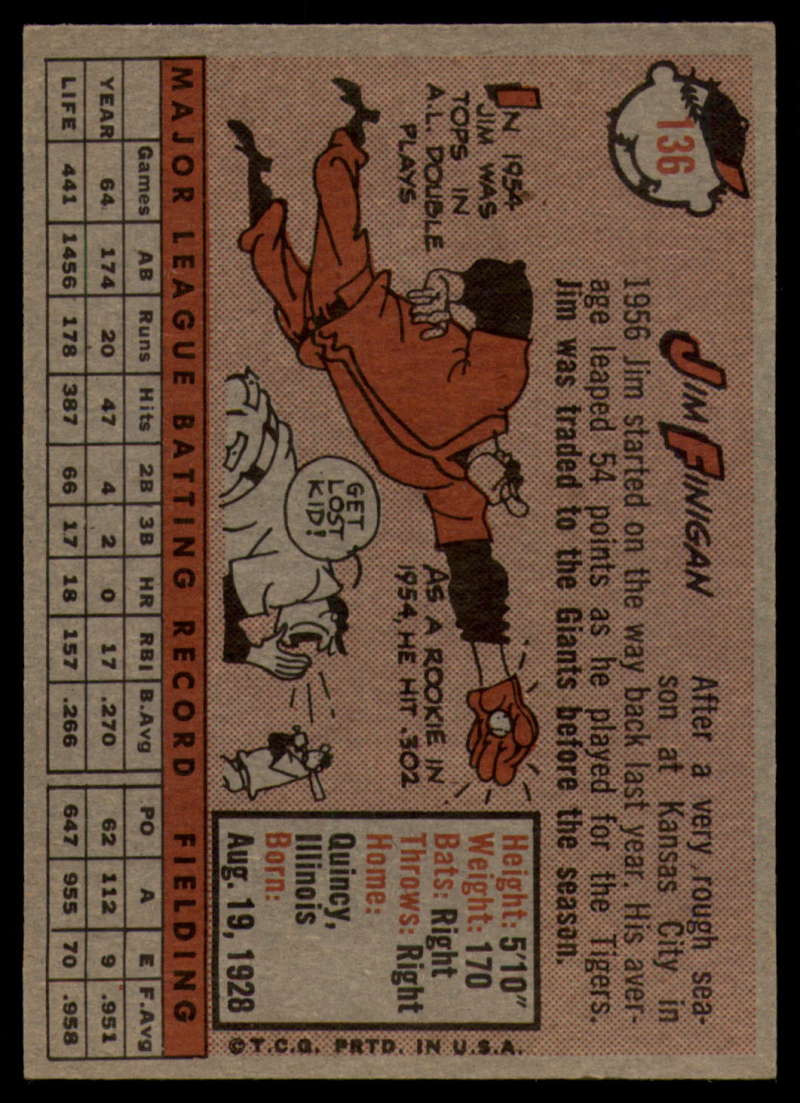 136
JIM FINIGAN
After a very rough sea-
son at Kansas City in
1956 Jim started on the way back last year. His aver-
age leaped 54 points as he played for the Tigers.
Jim was traded to the Giants before the season.
IN 1954
JIM WAS
TOPS IN
A.L. DOUBLE
PLAYS
AS A ROOKIE IN
1954, HE HIT .302
GET
LOST
KID!
Height: 5'10"
Weight: 170
Bats: Right
Throws: Right
Home:
Quincy,
Illinois
Born:
Aug. 19, 1928
© T.C.G. PRTD. IN U.S.A.
MAJOR LEAGUE BATTING RECORD FIELDING
Games AB Runs Hits 2B 3B HR RBI B.Avg PO A E F.Avg
YEAR 64 174 20 47 4 2 0 17 .270 62 112 9 .951
LIFE 441 1456 178 387 66 17 18 157 .266 647 955 70 .958